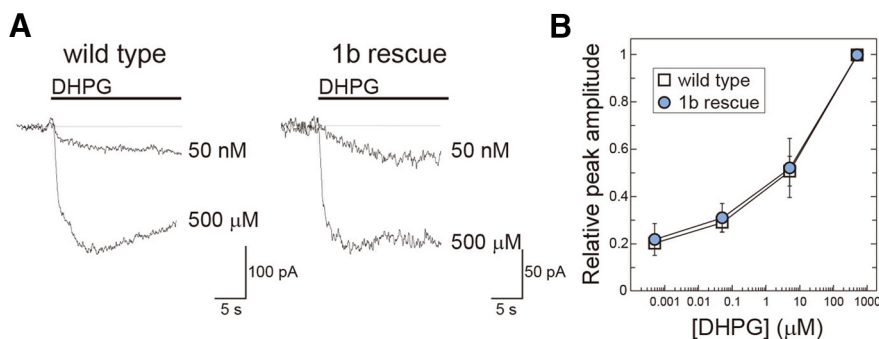 A
wild type
1b rescue
DHPG
DHPG
50 nM
50 nM
500 μM
500 μM
100 pA
50 pA
5 s
5 s
B
Relative peak amplitude
1
0.8
0.6
0.4
0.2
0
wild type
1b rescue
0.001 0.01 0.1 1 10 100 1000
[DHPG] (μM)